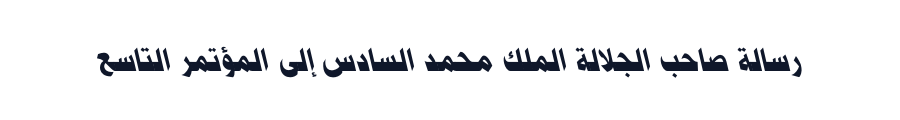 رسالة صاحب الجلالة الملك محمد السادس إلى المؤتمر التاسع